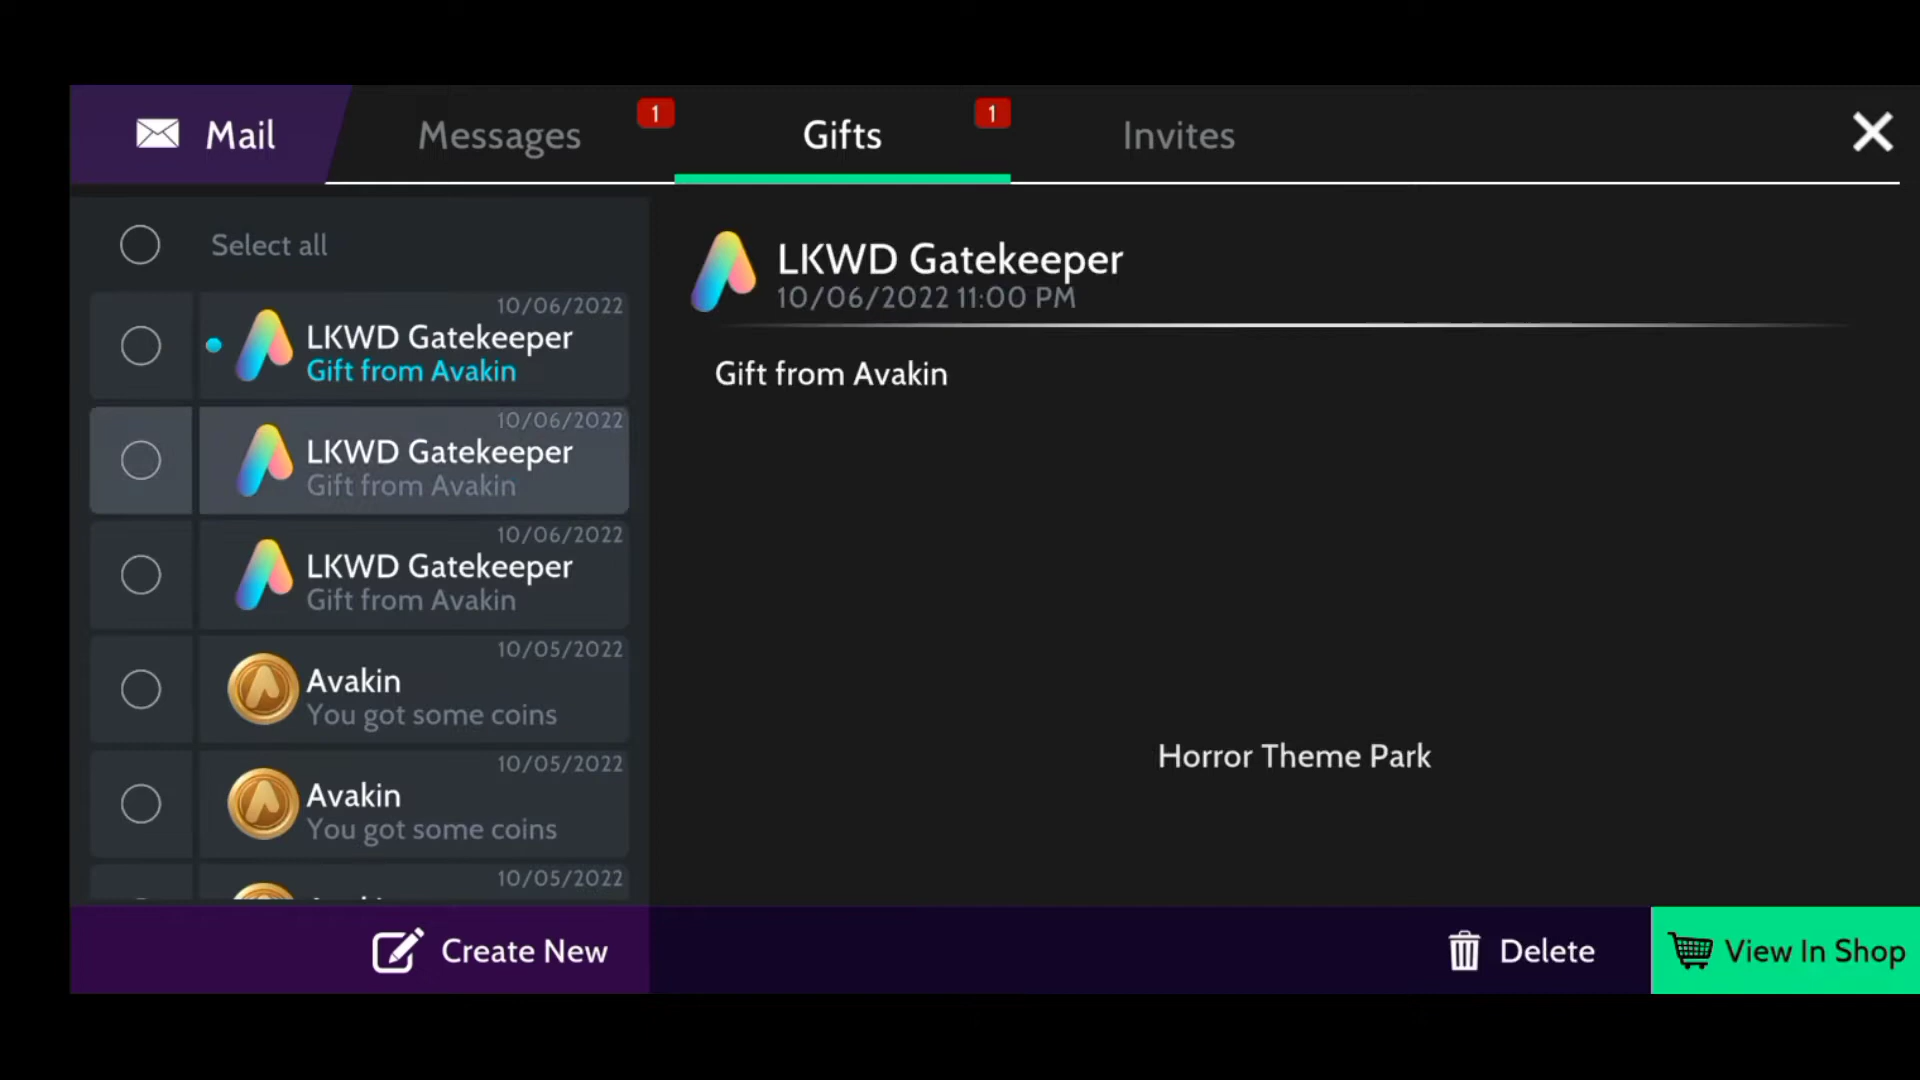 Mail
Messages
1
Gifts
1
Invites
Select all
10/06/2022
LKWD Gatekeeper
Gift from Avakin
10/06/2022
LKWD Gatekeeper
Gift from Avakin
10/06/2022
LKWD Gatekeeper
Gift from Avakin
10/05/2022
Avakin
You got some coins
10/05/2022
Avakin
You got some coins
10/05/2022
Create New
LKWD Gatekeeper
10/06/2022 11:00 PM
Gift from Avakin
Horror Theme Park
Delete
View In Shop